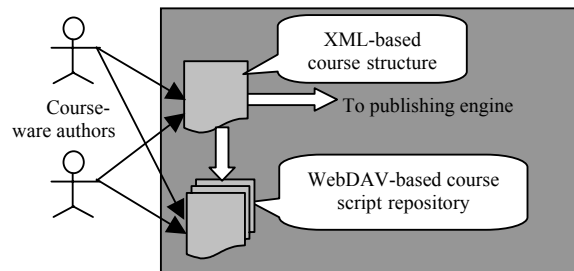 XML-based
course structure
Course-
ware authors
To publishing engine
WebDAV-based course
script repository